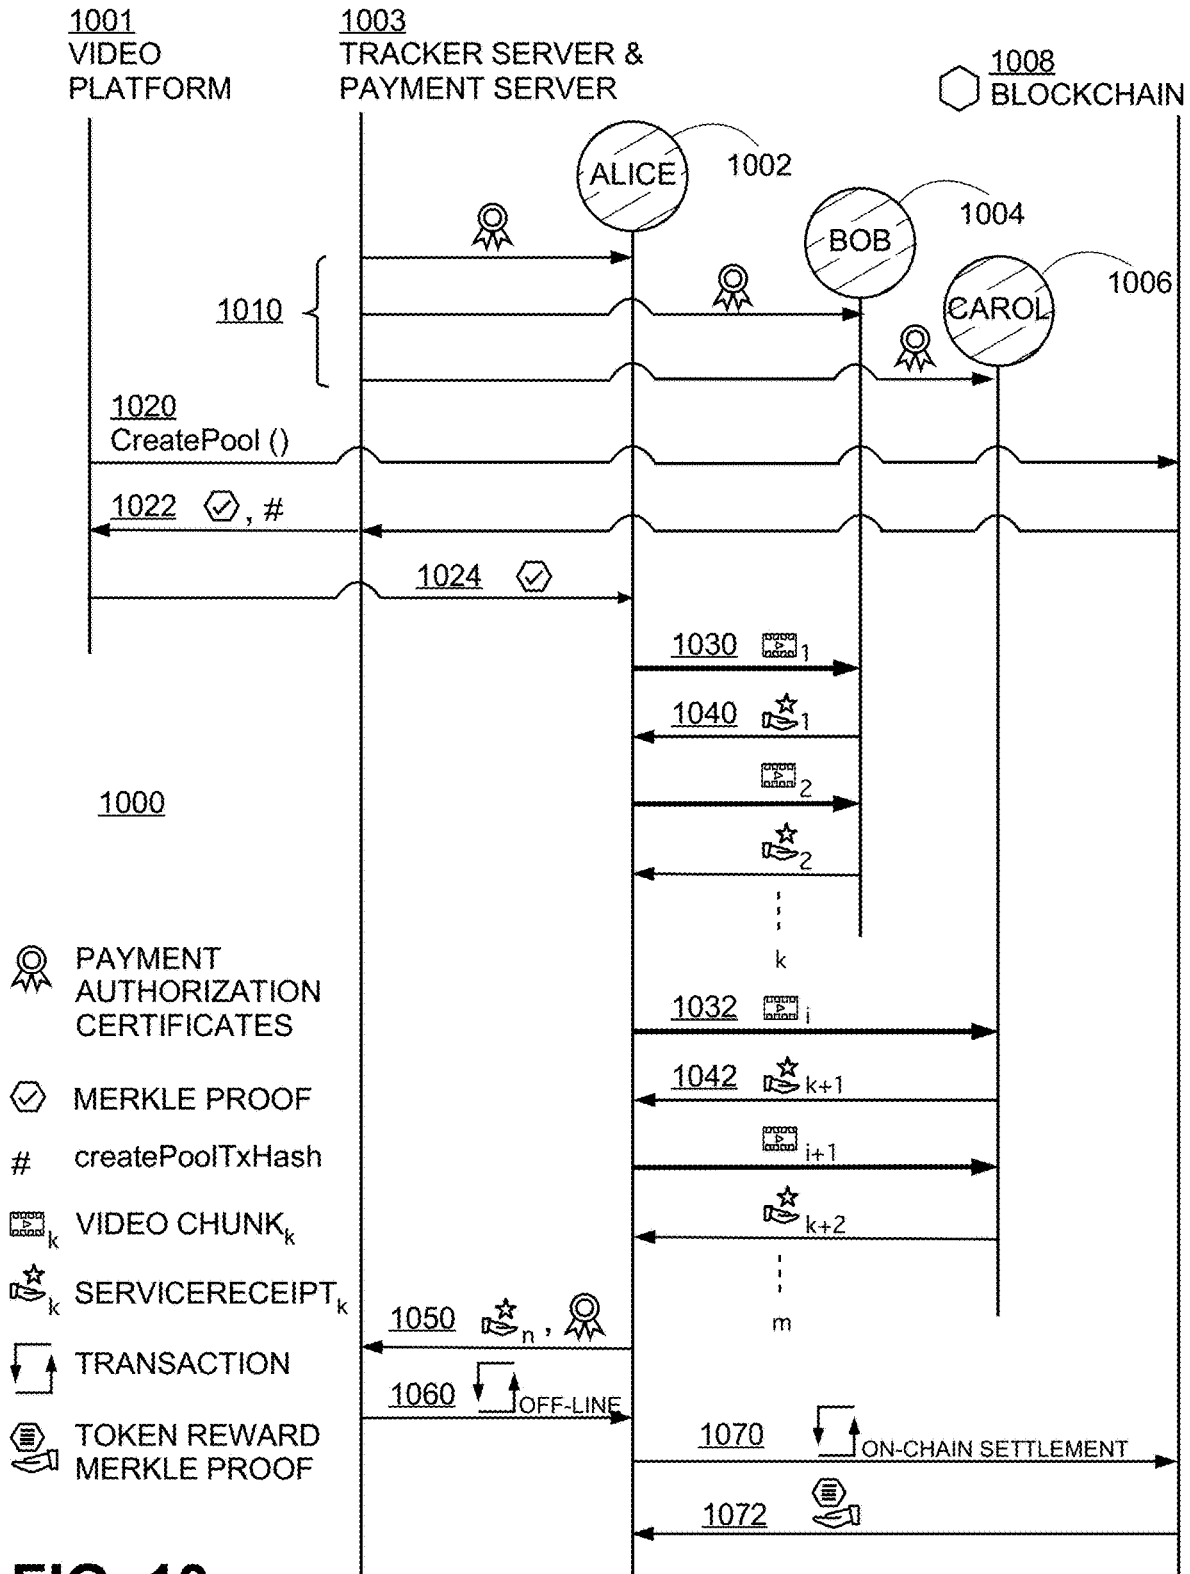 1001
VIDEO
PLATFORM
1003
TRACKER SERVER &
PAYMENT SERVER
1008
BLOCKCHAIN
ALICE
1002
BOB
1004
CAROL
1006
1010
1020
CreatePool ()
1022 , #
1024
1030 1
1040 1
2
2
k
1000
1032 i
1042 k+1
i+1
k+2
m
PAYMENT
AUTHORIZATION
CERTIFICATES
MERKLE PROOF
# createPoolTxHash
k VIDEO CHUNKk
k SERVICERECEIPTk
TRANSACTION
TOKEN REWARD
MERKLE PROOF
1050 n ,
1060 OFF-LINE
1070 ON-CHAIN SETTLEMENT
1072